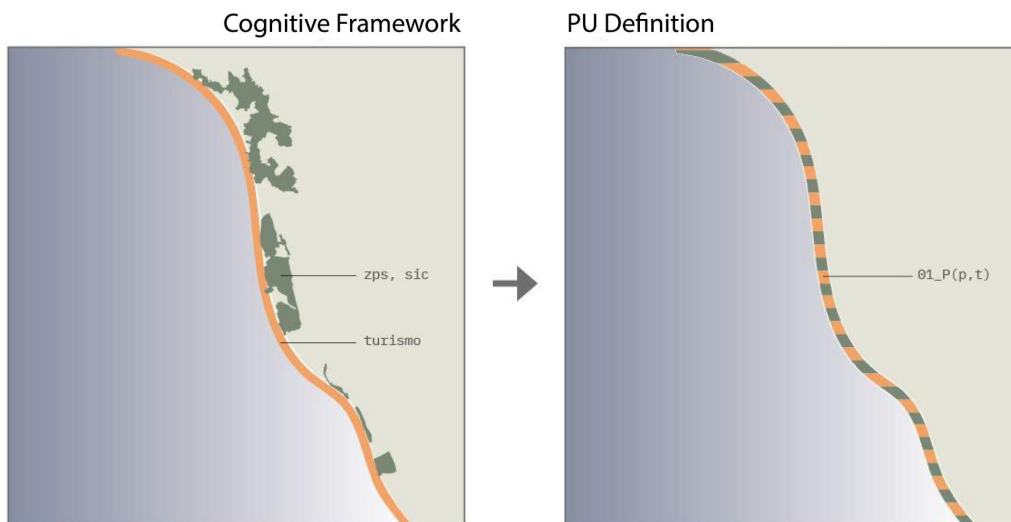 Cognitive Framework
PU Definition
zps, sic
turismo
01_P(p,t)